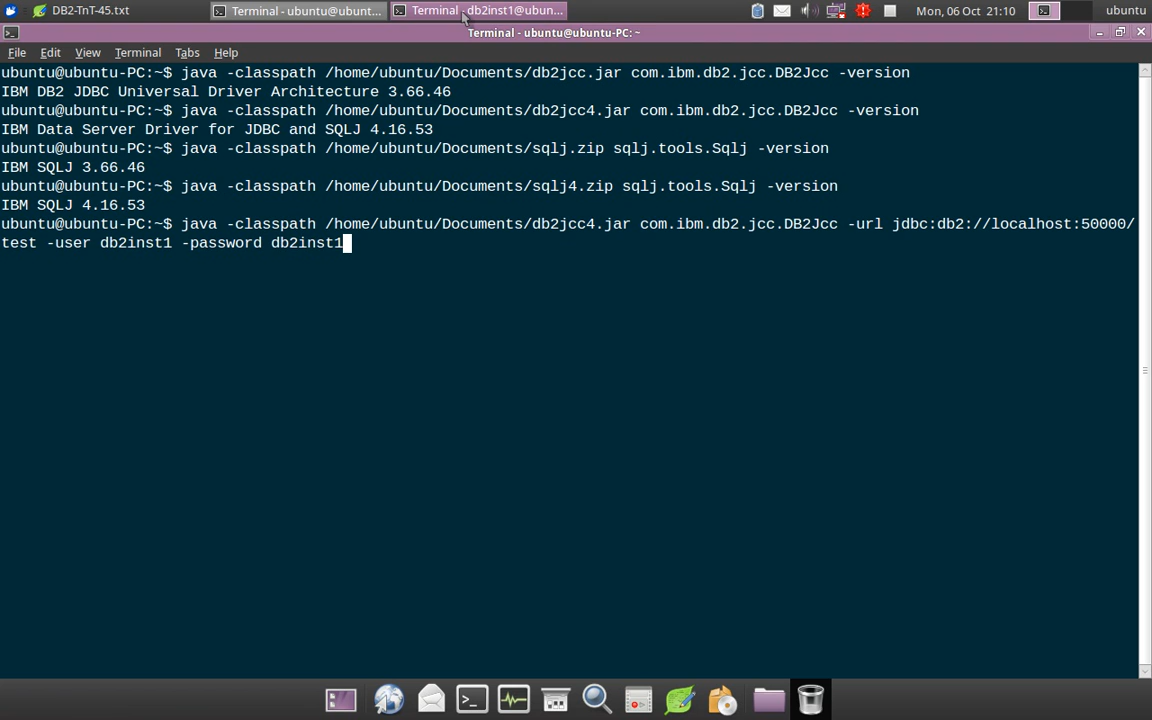 DB2-TnT-45.txt
Terminal - ubuntu@ubunt...
Terminal - db2inst1@ubun...
Mon, 06 Oct 21:10
ubuntu
Terminal - ubuntu@ubuntu-PC: ~
File Edit View Terminal Tabs Help
ubuntu@ubuntu-PC:~$ java -classpath /home/ubuntu/Documents/db2jcc.jar com.ibm.db2.jcc.DB2Jcc -version
IBM DB2 JDBC Universal Driver Architecture 3.66.46
ubuntu@ubuntu-PC:~$ java -classpath /home/ubuntu/Documents/db2jcc4.jar com.ibm.db2.jcc.DB2Jcc -version
IBM Data Server Driver for JDBC and SQLJ 4.16.53
ubuntu@ubuntu-PC:~$ java -classpath /home/ubuntu/Documents/sqlj.zip sqlj.tools.Sqlj -version
IBM SQLJ 3.66.46
ubuntu@ubuntu-PC:~$ java -classpath /home/ubuntu/Documents/sqlj4.zip sqlj.tools.Sqlj -version
IBM SQLJ 4.16.53
ubuntu@ubuntu-PC:~$ java -classpath /home/ubuntu/Documents/db2jcc4.jar com.ibm.db2.jcc.DB2Jcc -url jdbc:db2://localhost:50000/
test -user db2inst1 -password db2inst1